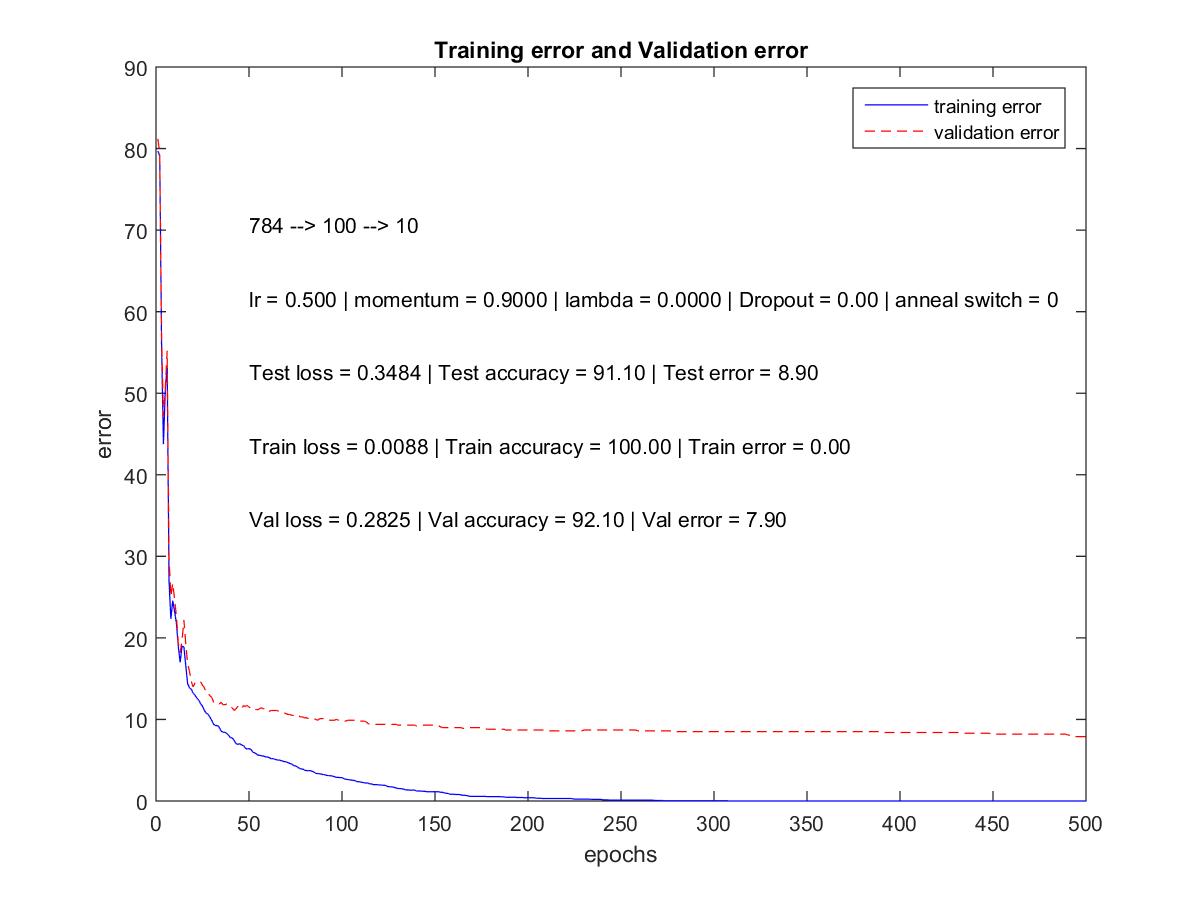 Training error and Validation error
90
80
70
60
50
40
30
20
10
0
error
training error
validation error
784 --> 100 --> 10
lr = 0.500 | momentum = 0.9000 | lambda = 0.0000 | Dropout = 0.00 | anneal switch = 0
Test loss = 0.3484 | Test accuracy = 91.10 | Test error = 8.90
Train loss = 0.0088 | Train accuracy = 100.00 | Train error = 0.00
Val loss = 0.2825 | Val accuracy = 92.10 | Val error = 7.90
0 50 100 150 200 250 300 350 400 450 500
epochs